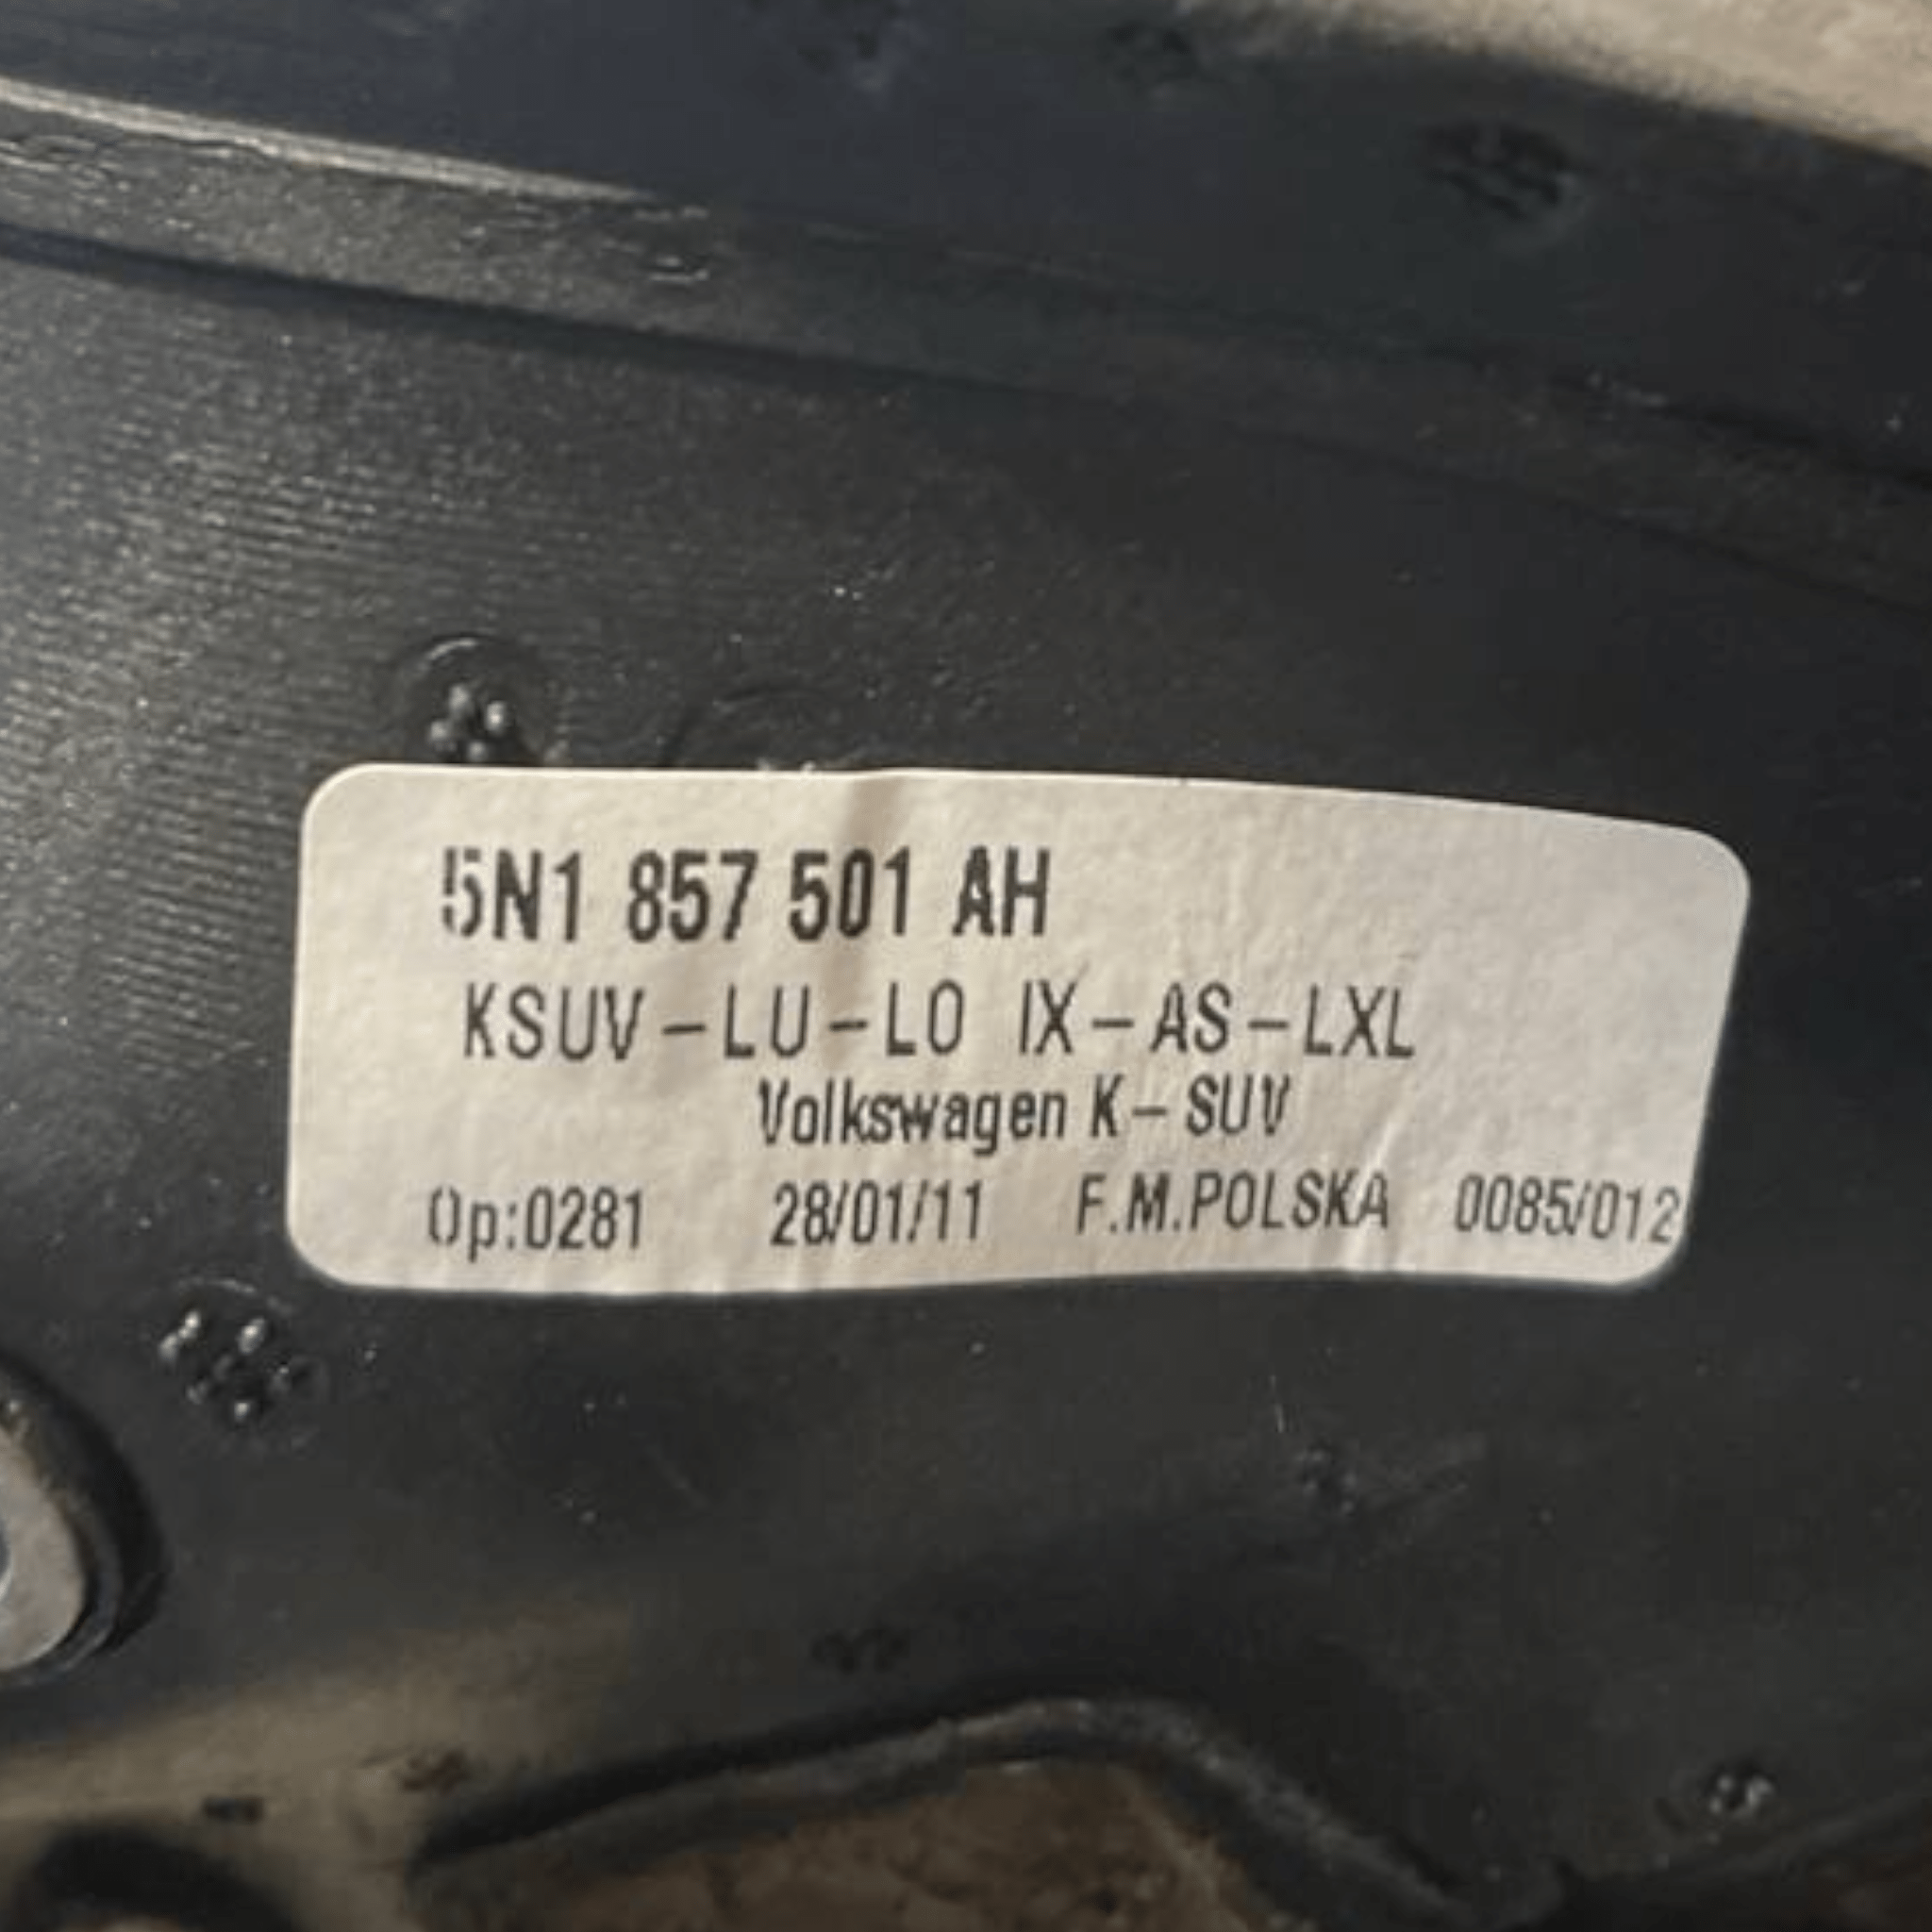 5N1 857 501 AH
KSUV-LU-LO IX-AS-LXL
Volkswagen K-SUV
Op:0281 28/01/11 F.M.POLSKA 0085/012